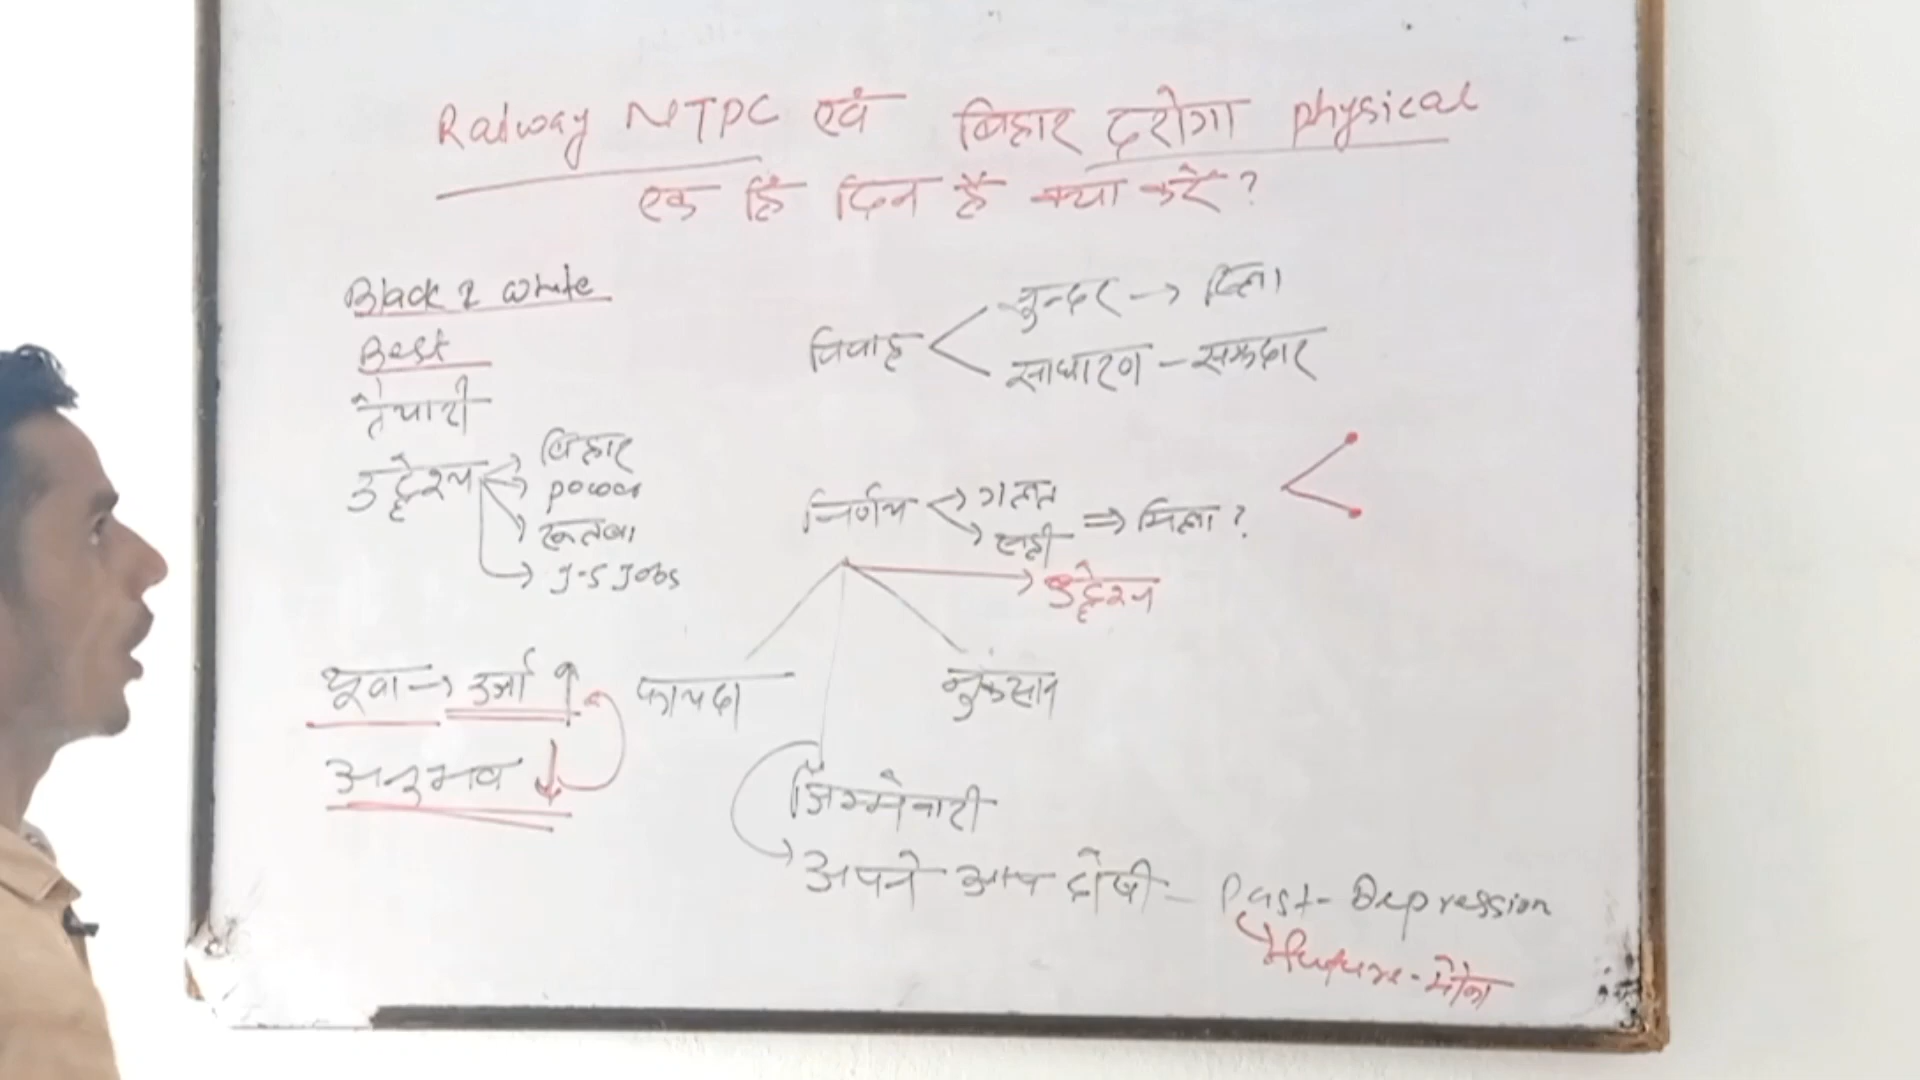 Railway NTPC एवं बिहार दरोगा physical
एक हि दिन है क्या करें?
Black & white
Best
तैयारी
उद्देश्य → बिहार
→ power
→ रूतबा
→ J-S Jobs
विवाह < सुन्दर →
साधारण - समझदार
निर्णय → गलत
→ सही ⇒ मिला?
→ उद्देश्य
फायदा
नुकसान
यूवा → उर्जा ↑
अनुभव ↓
जिम्मेवारी
→ अपने आप दोषी - Past - Depression
→ Future - मौका